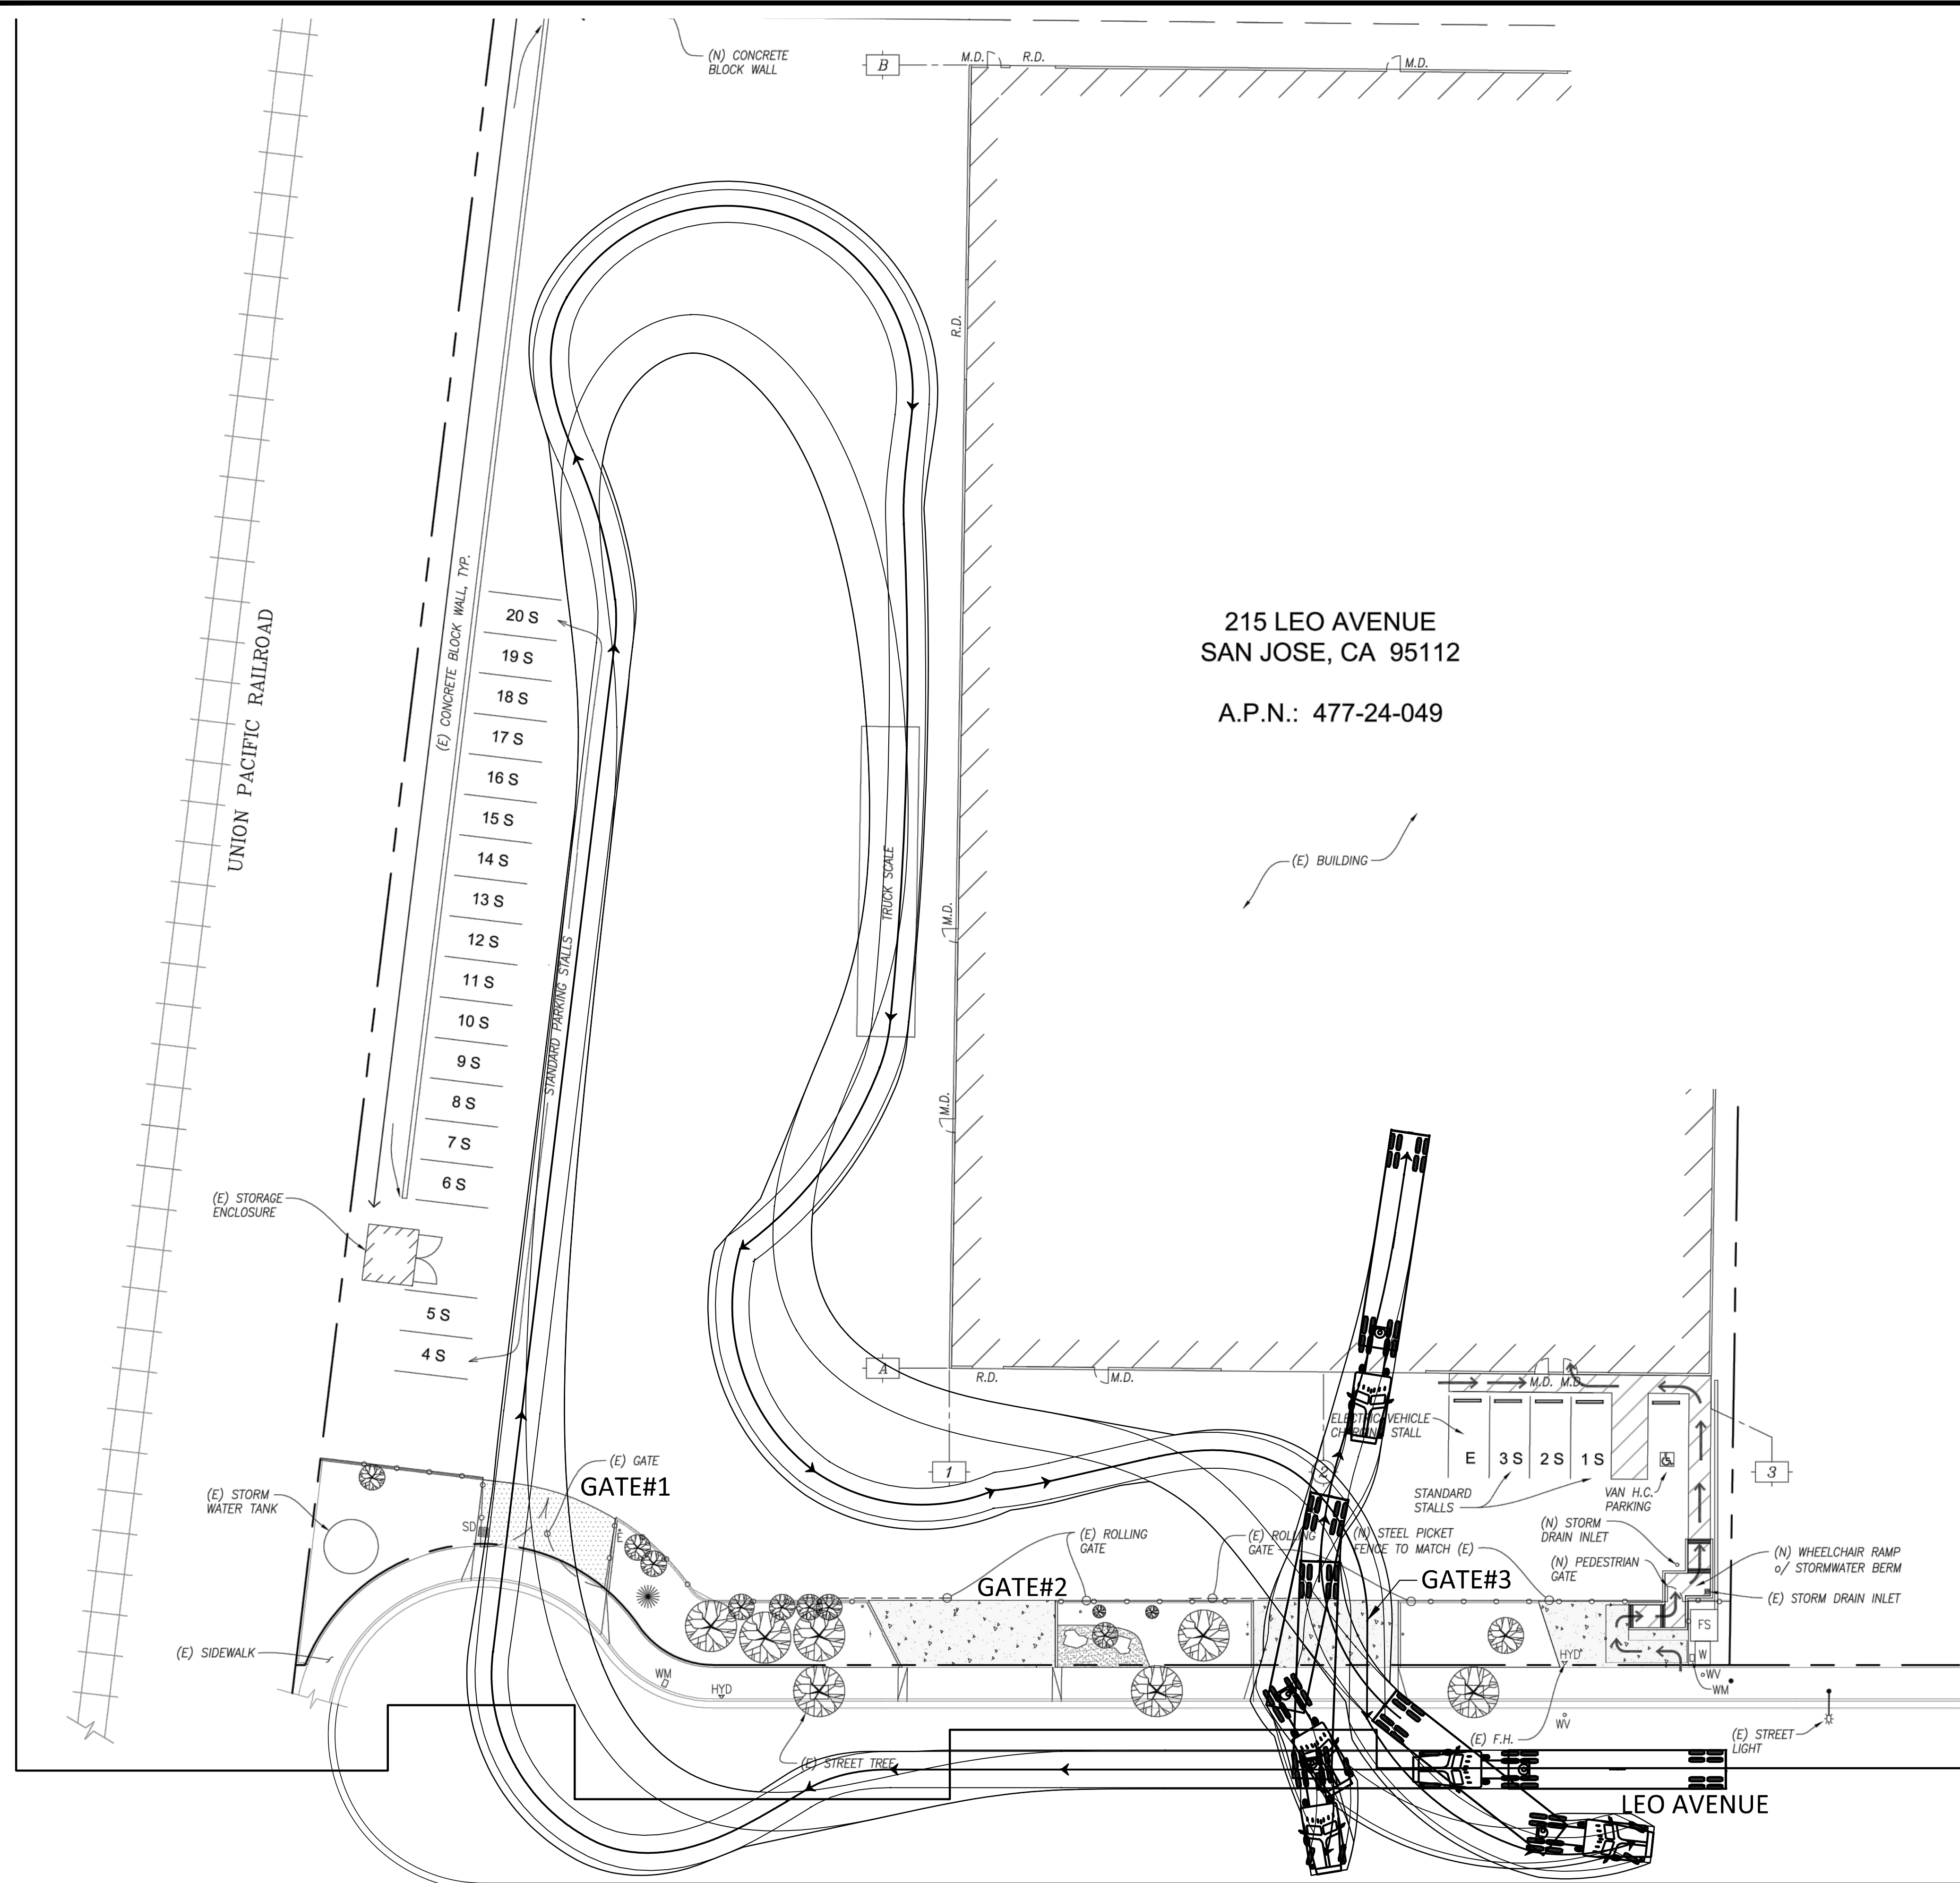 (N) CONCRETE
BLOCK WALL
B
M.D.
R.D.
M.D.
R.D.
UNION PACIFIC RAILROAD
(E) CONCRETE BLOCK WALL, TYP.
20 S
19 S
18 S
17 S
16 S
15 S
14 S
13 S
12 S
11 S
10 S
9 S
8 S
7 S
6 S
5 S
4 S
STANDARD PARKING STALLS
TRUCK SCALE
215 LEO AVENUE
SAN JOSE, CA 95112
A.P.N.: 477-24-049
(E) BUILDING
M.D.
M.D.
(E) STORAGE
ENCLOSURE
A
R.D.
M.D.
M.D.
M.D.
ELECTRIC VEHICLE
CHARGING STALL
E
3 S
2 S
1 S
1
2
3
STANDARD
STALLS
VAN H.C.
PARKING
(E) GATE
GATE#1
(E) STORM
WATER TANK
SD
E
(E) ROLLING
GATE
(E) ROLLING
GATE
(N) STEEL PICKET
FENCE TO MATCH (E)
(N) STORM
DRAIN INLET
(N) PEDESTRIAN
GATE
(N) WHEELCHAIR RAMP
o/ STORMWATER BERM
(E) STORM DRAIN INLET
GATE#2
GATE#3
FS
W
(E) SIDEWALK
WM
HYD
HYD
WV
WM
WV
(E) STREET TREE
(E) F.H.
(E) STREET
LIGHT
LEO AVENUE